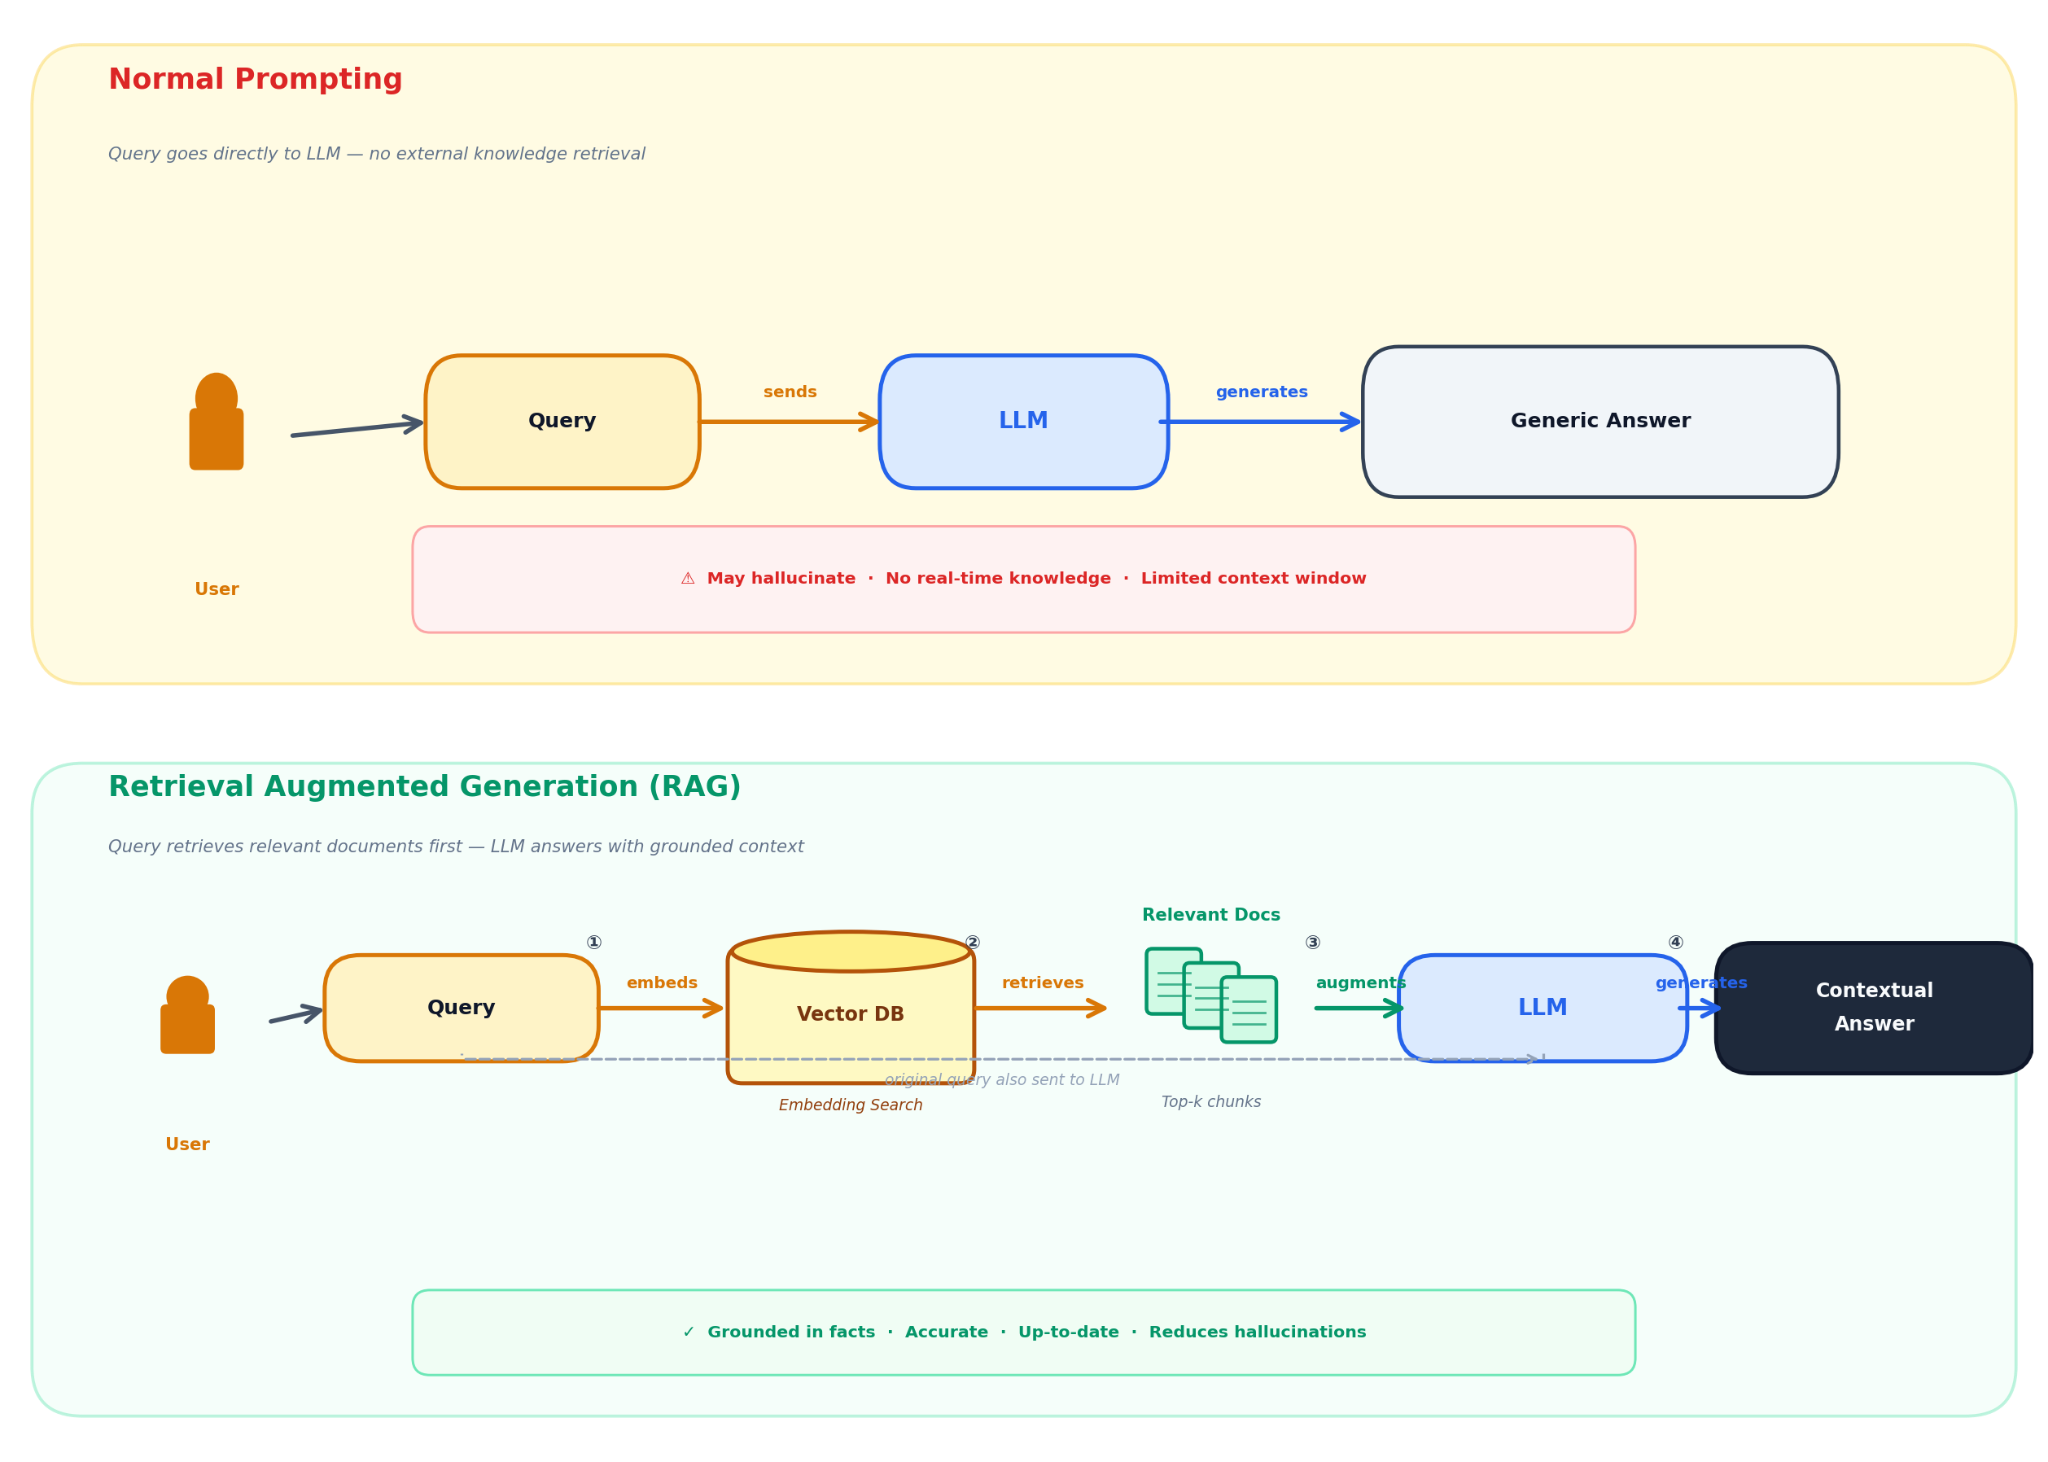 Normal Prompting
Query goes directly to LLM — no external knowledge retrieval
sends
generates
Query
LLM
Generic Answer
⚠ May hallucinate · No real-time knowledge · Limited context window
User
Retrieval Augmented Generation (RAG)
Query retrieves relevant documents first — LLM answers with grounded context
Relevant Docs
①
②
③
④
embeds
retrieves
augments
generates
Query
Vector DB
LLM
Contextual
Answer
original query also sent to LLM
Embedding Search
Top-k chunks
User
✓ Grounded in facts · Accurate · Up-to-date · Reduces hallucinations